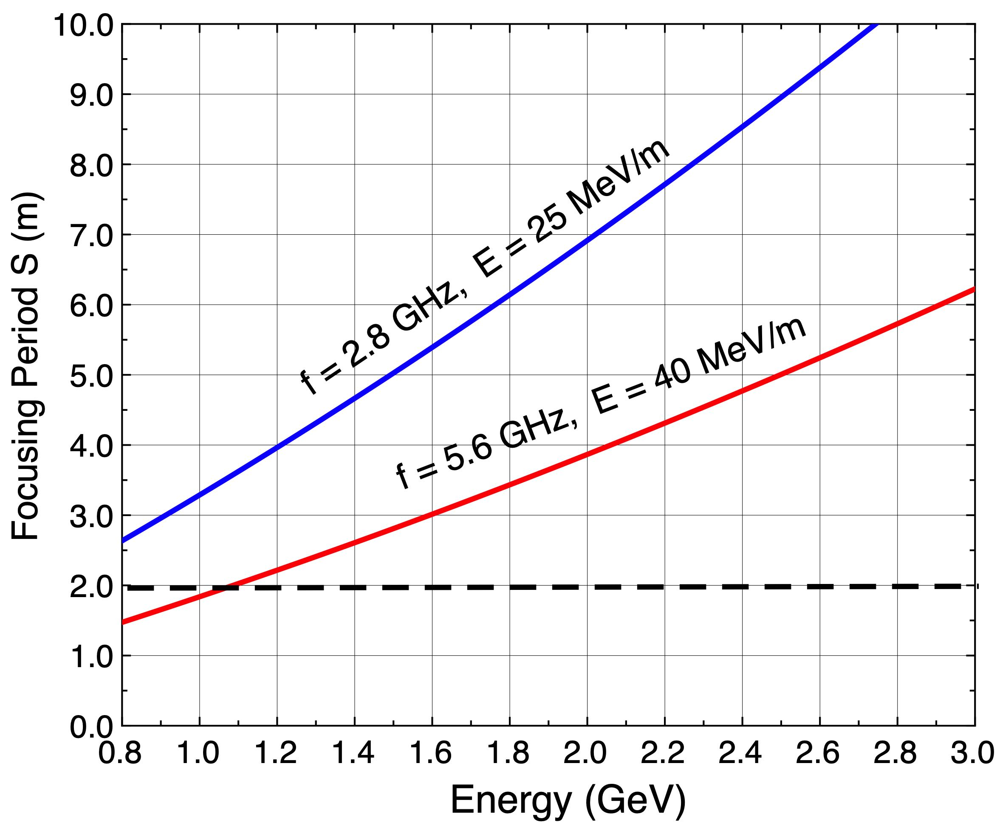 10.0
9.0
8.0
7.0
6.0
5.0
4.0
3.0
2.0
1.0
0.0
Focusing Period S (m)
f = 2.8 GHz, E = 25 MeV/m
f = 5.6 GHz, E = 40 MeV/m
0.8 1.0 1.2 1.4 1.6 1.8 2.0 2.2 2.4 2.6 2.8 3.0
Energy (GeV)